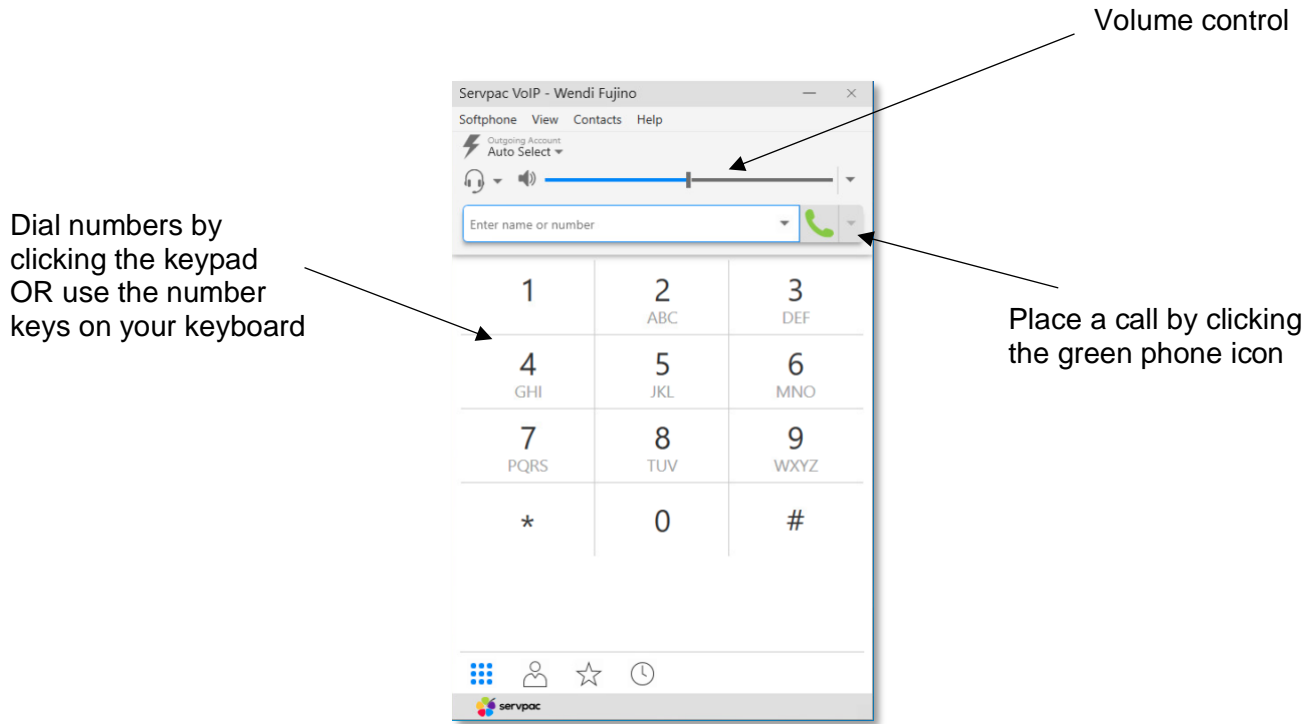 Volume control
Servpac VoIP - Wendi Fujino
Softphone View Contacts Help
Outgoing Account
Auto Select
Enter name or number
Dial numbers by
clicking the keypad
OR use the number
keys on your keyboard
Place a call by clicking
the green phone icon
1 2 3
ABC DEF
4 5 6
GHI JKL MNO
7 8 9
PQRS TUV WXYZ
* 0 #
servpac